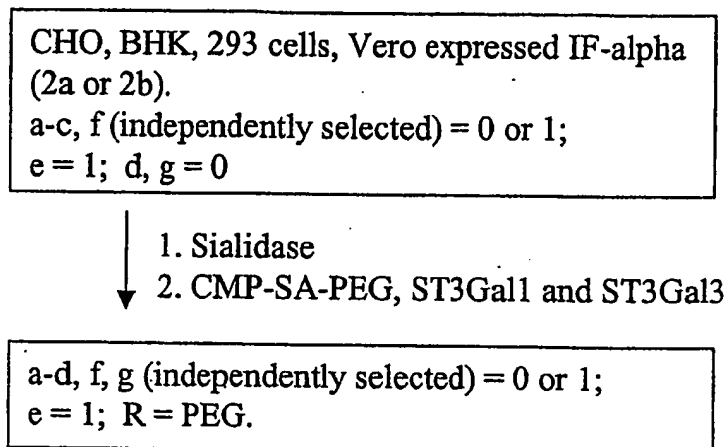 CHO, BHK, 293 cells, Vero expressed IF-alpha
(2a or 2b).
a-c, f (independently selected) = 0 or 1;
e = 1; d, g = 0
1. Sialidase
2. CMP-SA-PEG, ST3Gal1 and ST3Gal3
a-d, f, g (independently selected) = 0 or 1;
e = 1; R = PEG.